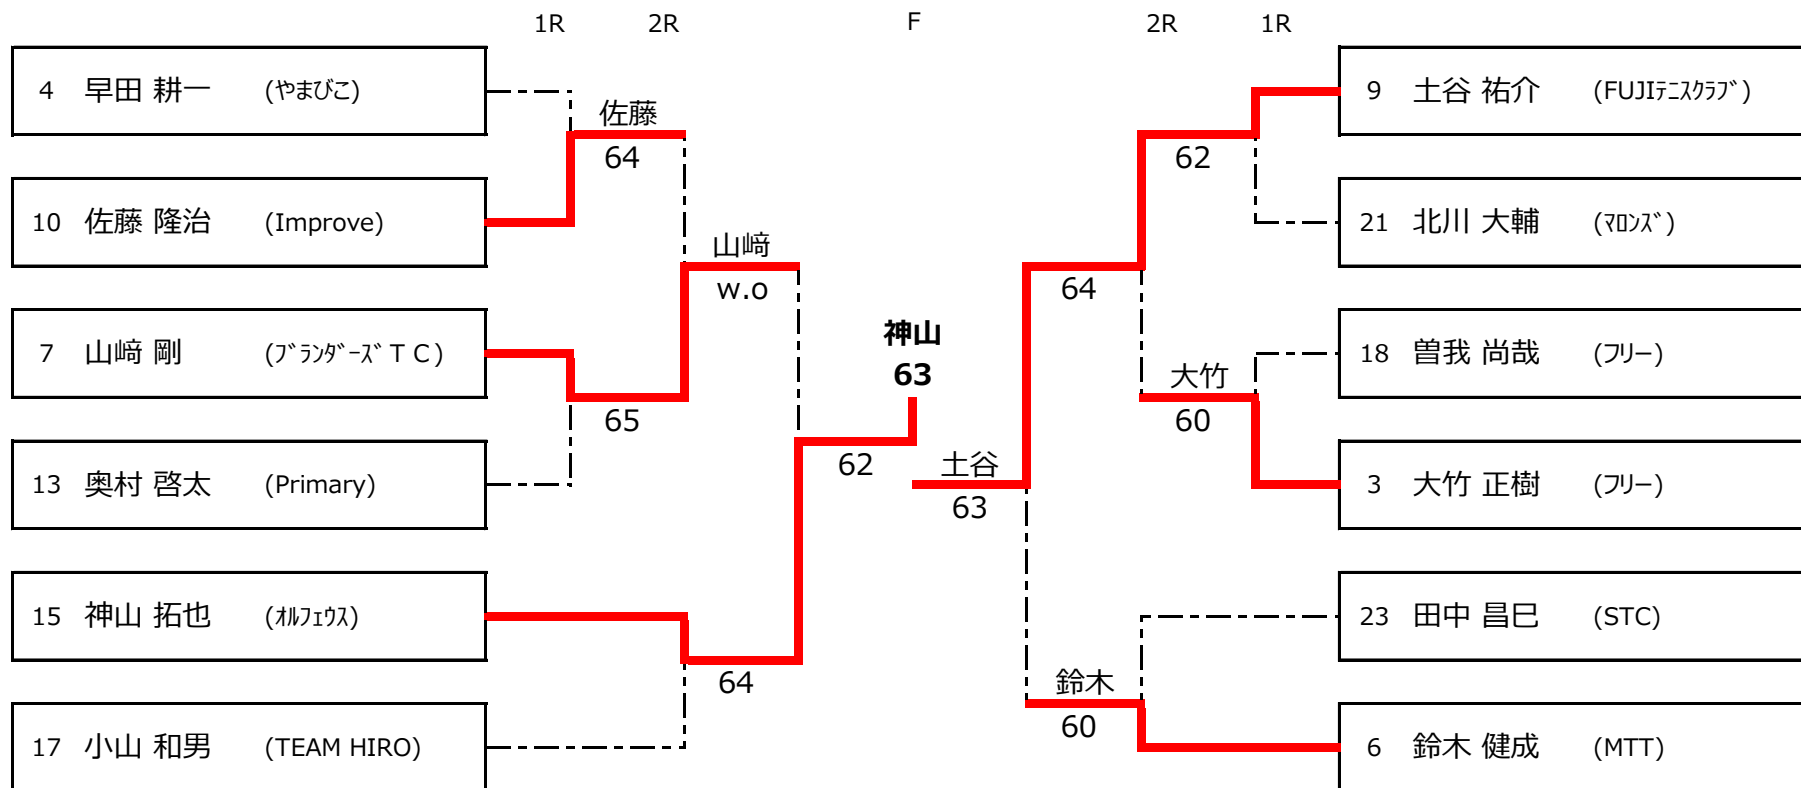 1R 2R F 2R 1R
4 早田 耕一 (やまびこ)
9 土谷 祐介 (FUJIﾃﾆｽｸﾗﾌﾞ)
佐藤
64
62
10 佐藤 隆治 (Improve)
21 北川 大輔 (ﾏﾛﾝｽﾞ)
山﨑
w.o
64
7 山﨑 剛 (ﾌﾞﾗﾝﾀﾞｰｽﾞＴＣ)
18 曽我 尚哉 (フリー)
神山
63
大竹
65
60
13 奥村 啓太 (Primary)
3 大竹 正樹 (フリー)
62
土谷
63
15 神山 拓也 (ｵﾙﾌｪｳｽ)
23 田中 昌巳 (STC)
64
鈴木
60
17 小山 和男 (TEAM HIRO)
6 鈴木 健成 (MTT)